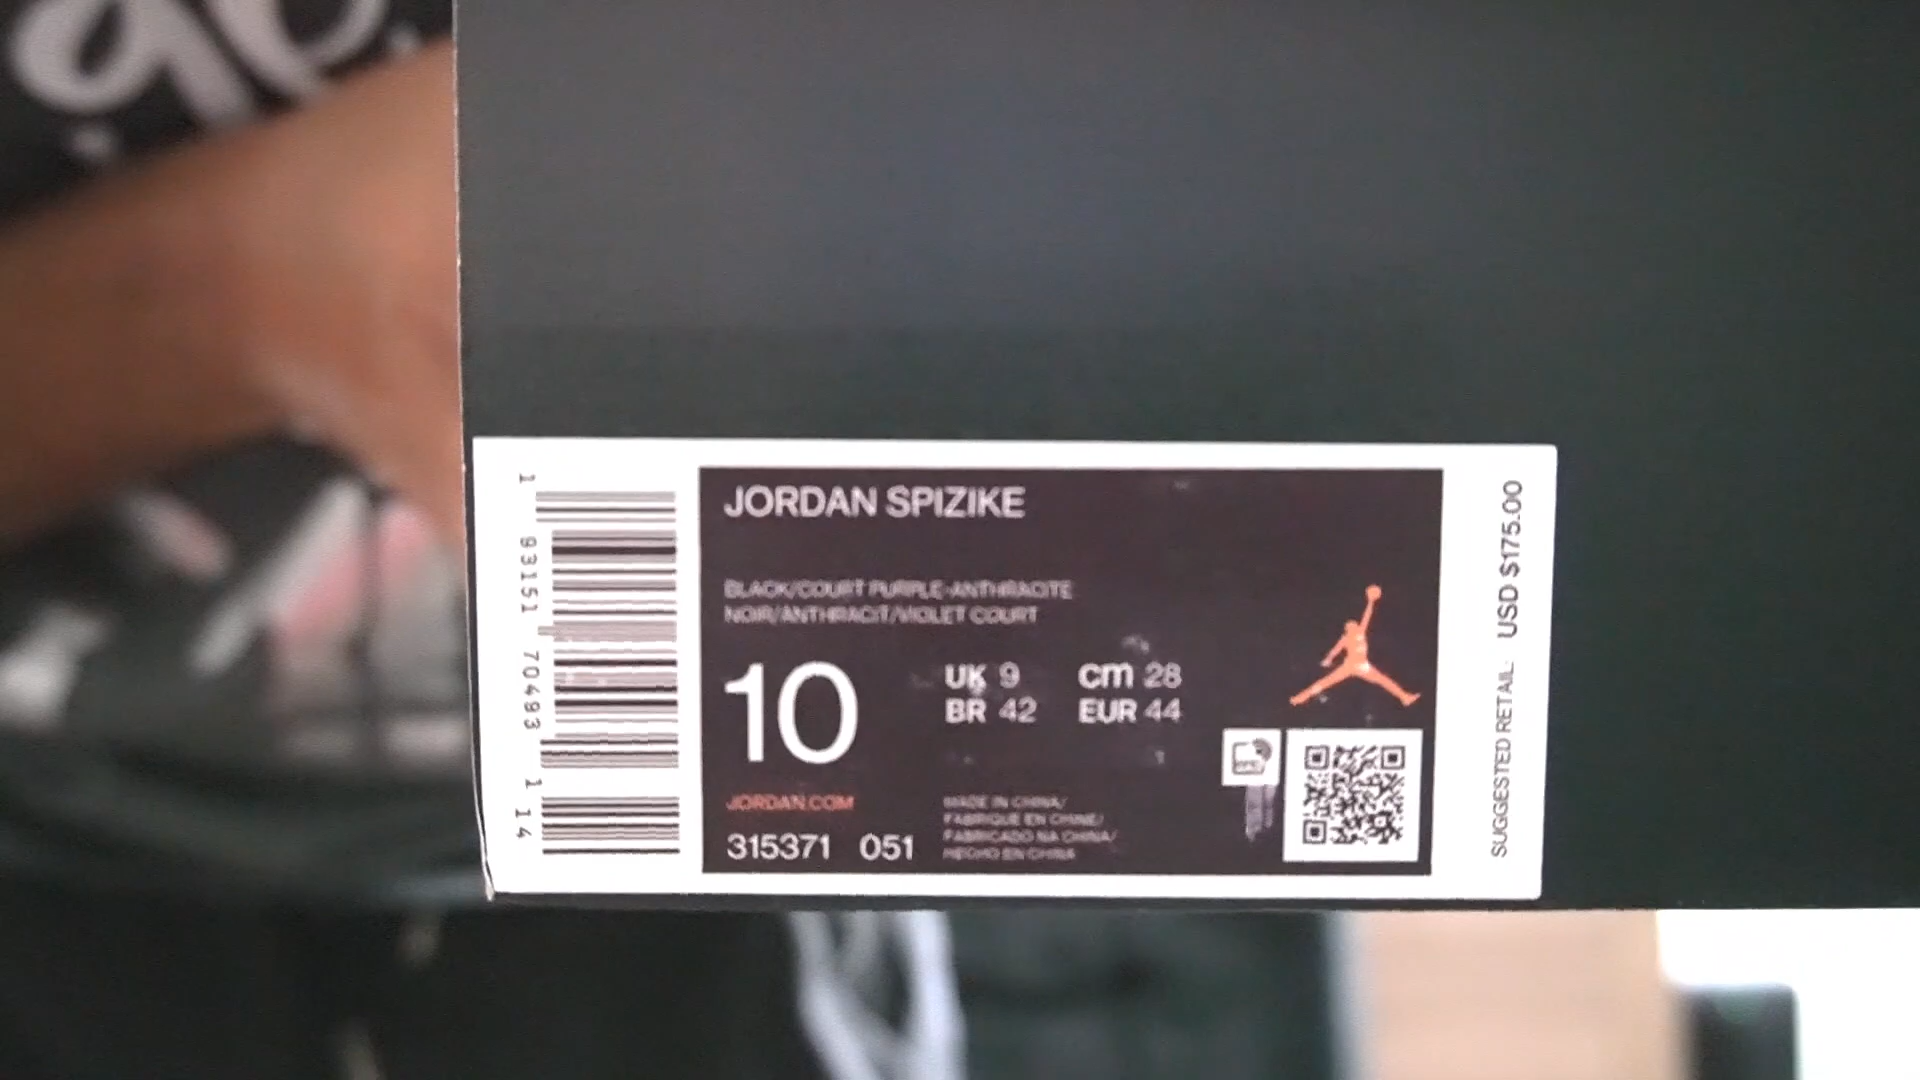 JORDAN SPIZIKE
BLACK/COURT PURPLE-ANTHRACITE
NOIR/ANTHRACIT/VIOLET COURT
10
UK 9 cm 28
BR 42 EUR 44
JORDAN.COM
315371 051
MADE IN CHINA/
FABRIQUE EN CHINE/
FABRICADO NA CHINA/
HECHO EN CHINA
1 93151 70493 1 14
SUGGESTED RETAIL: USD $175.00